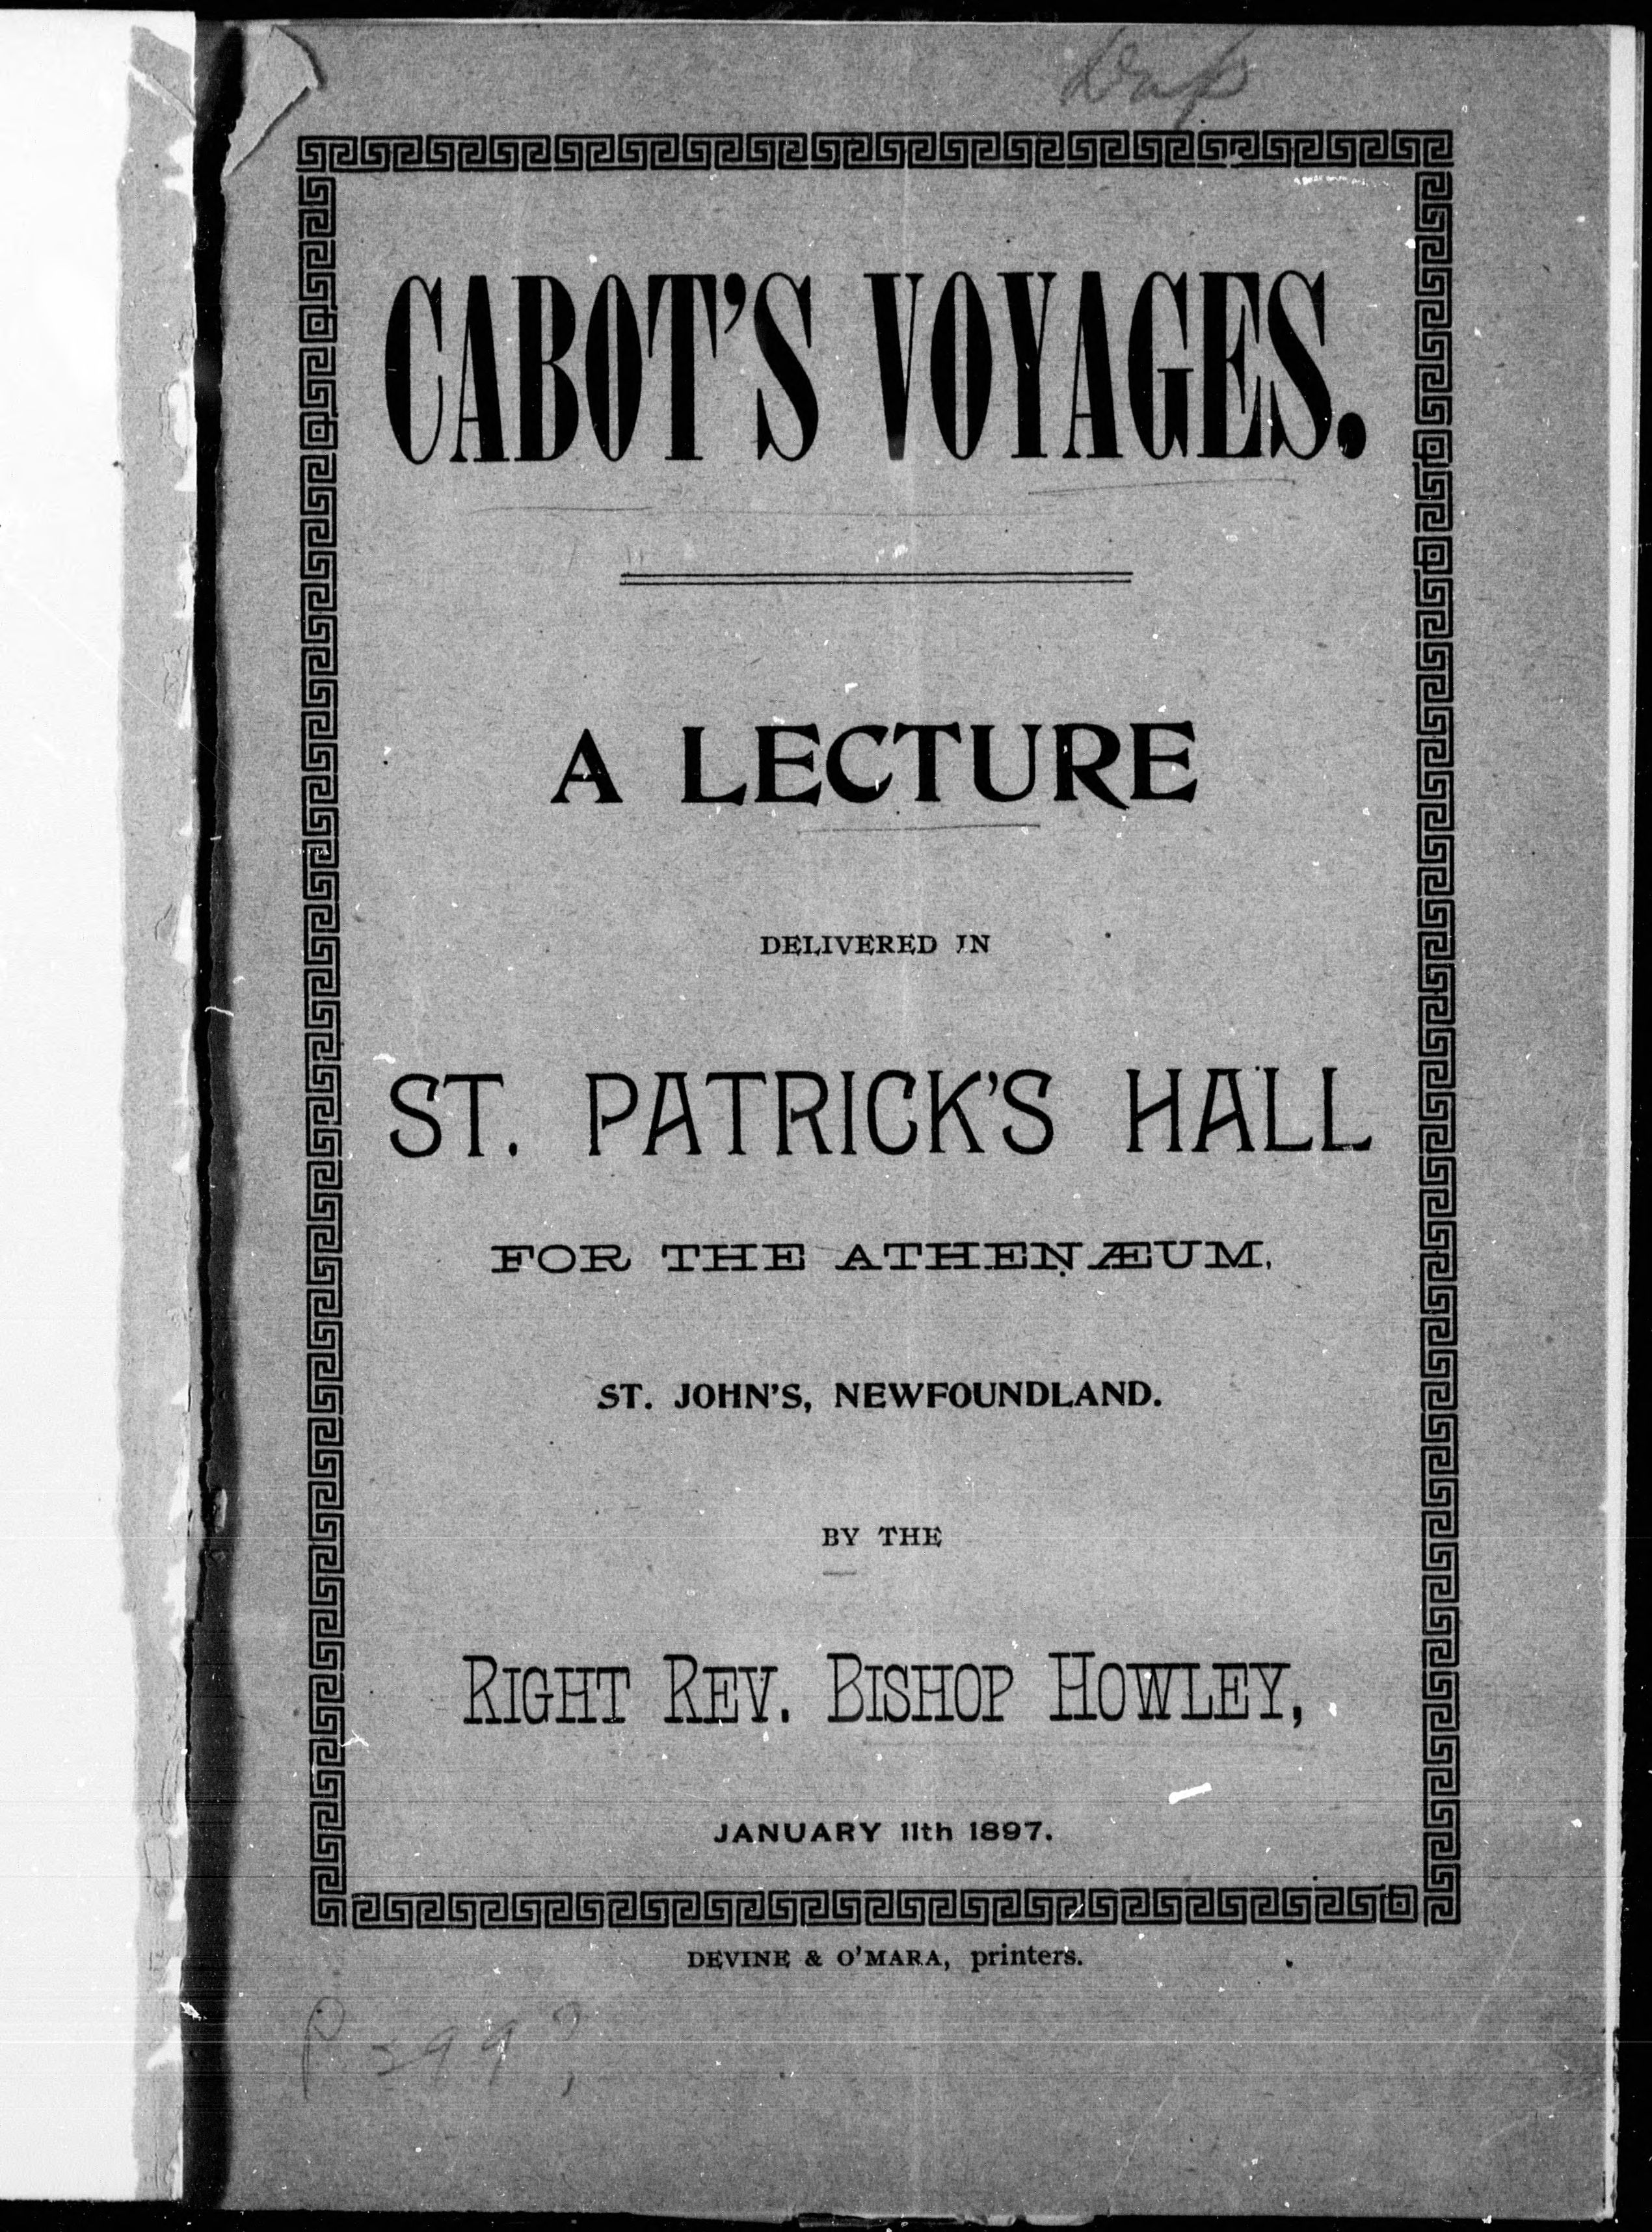 Dup
CABOT'S VOYAGES.
A LECTURE
DELIVERED IN
ST. PATRICK'S HALL
FOR THE ATHENÆUM,
ST. JOHN'S, NEWFOUNDLAND.
BY THE
RIGHT REV. BISHOP HOWLEY,
JANUARY 11th 1897.
DEVINE & O'MARA, printers.